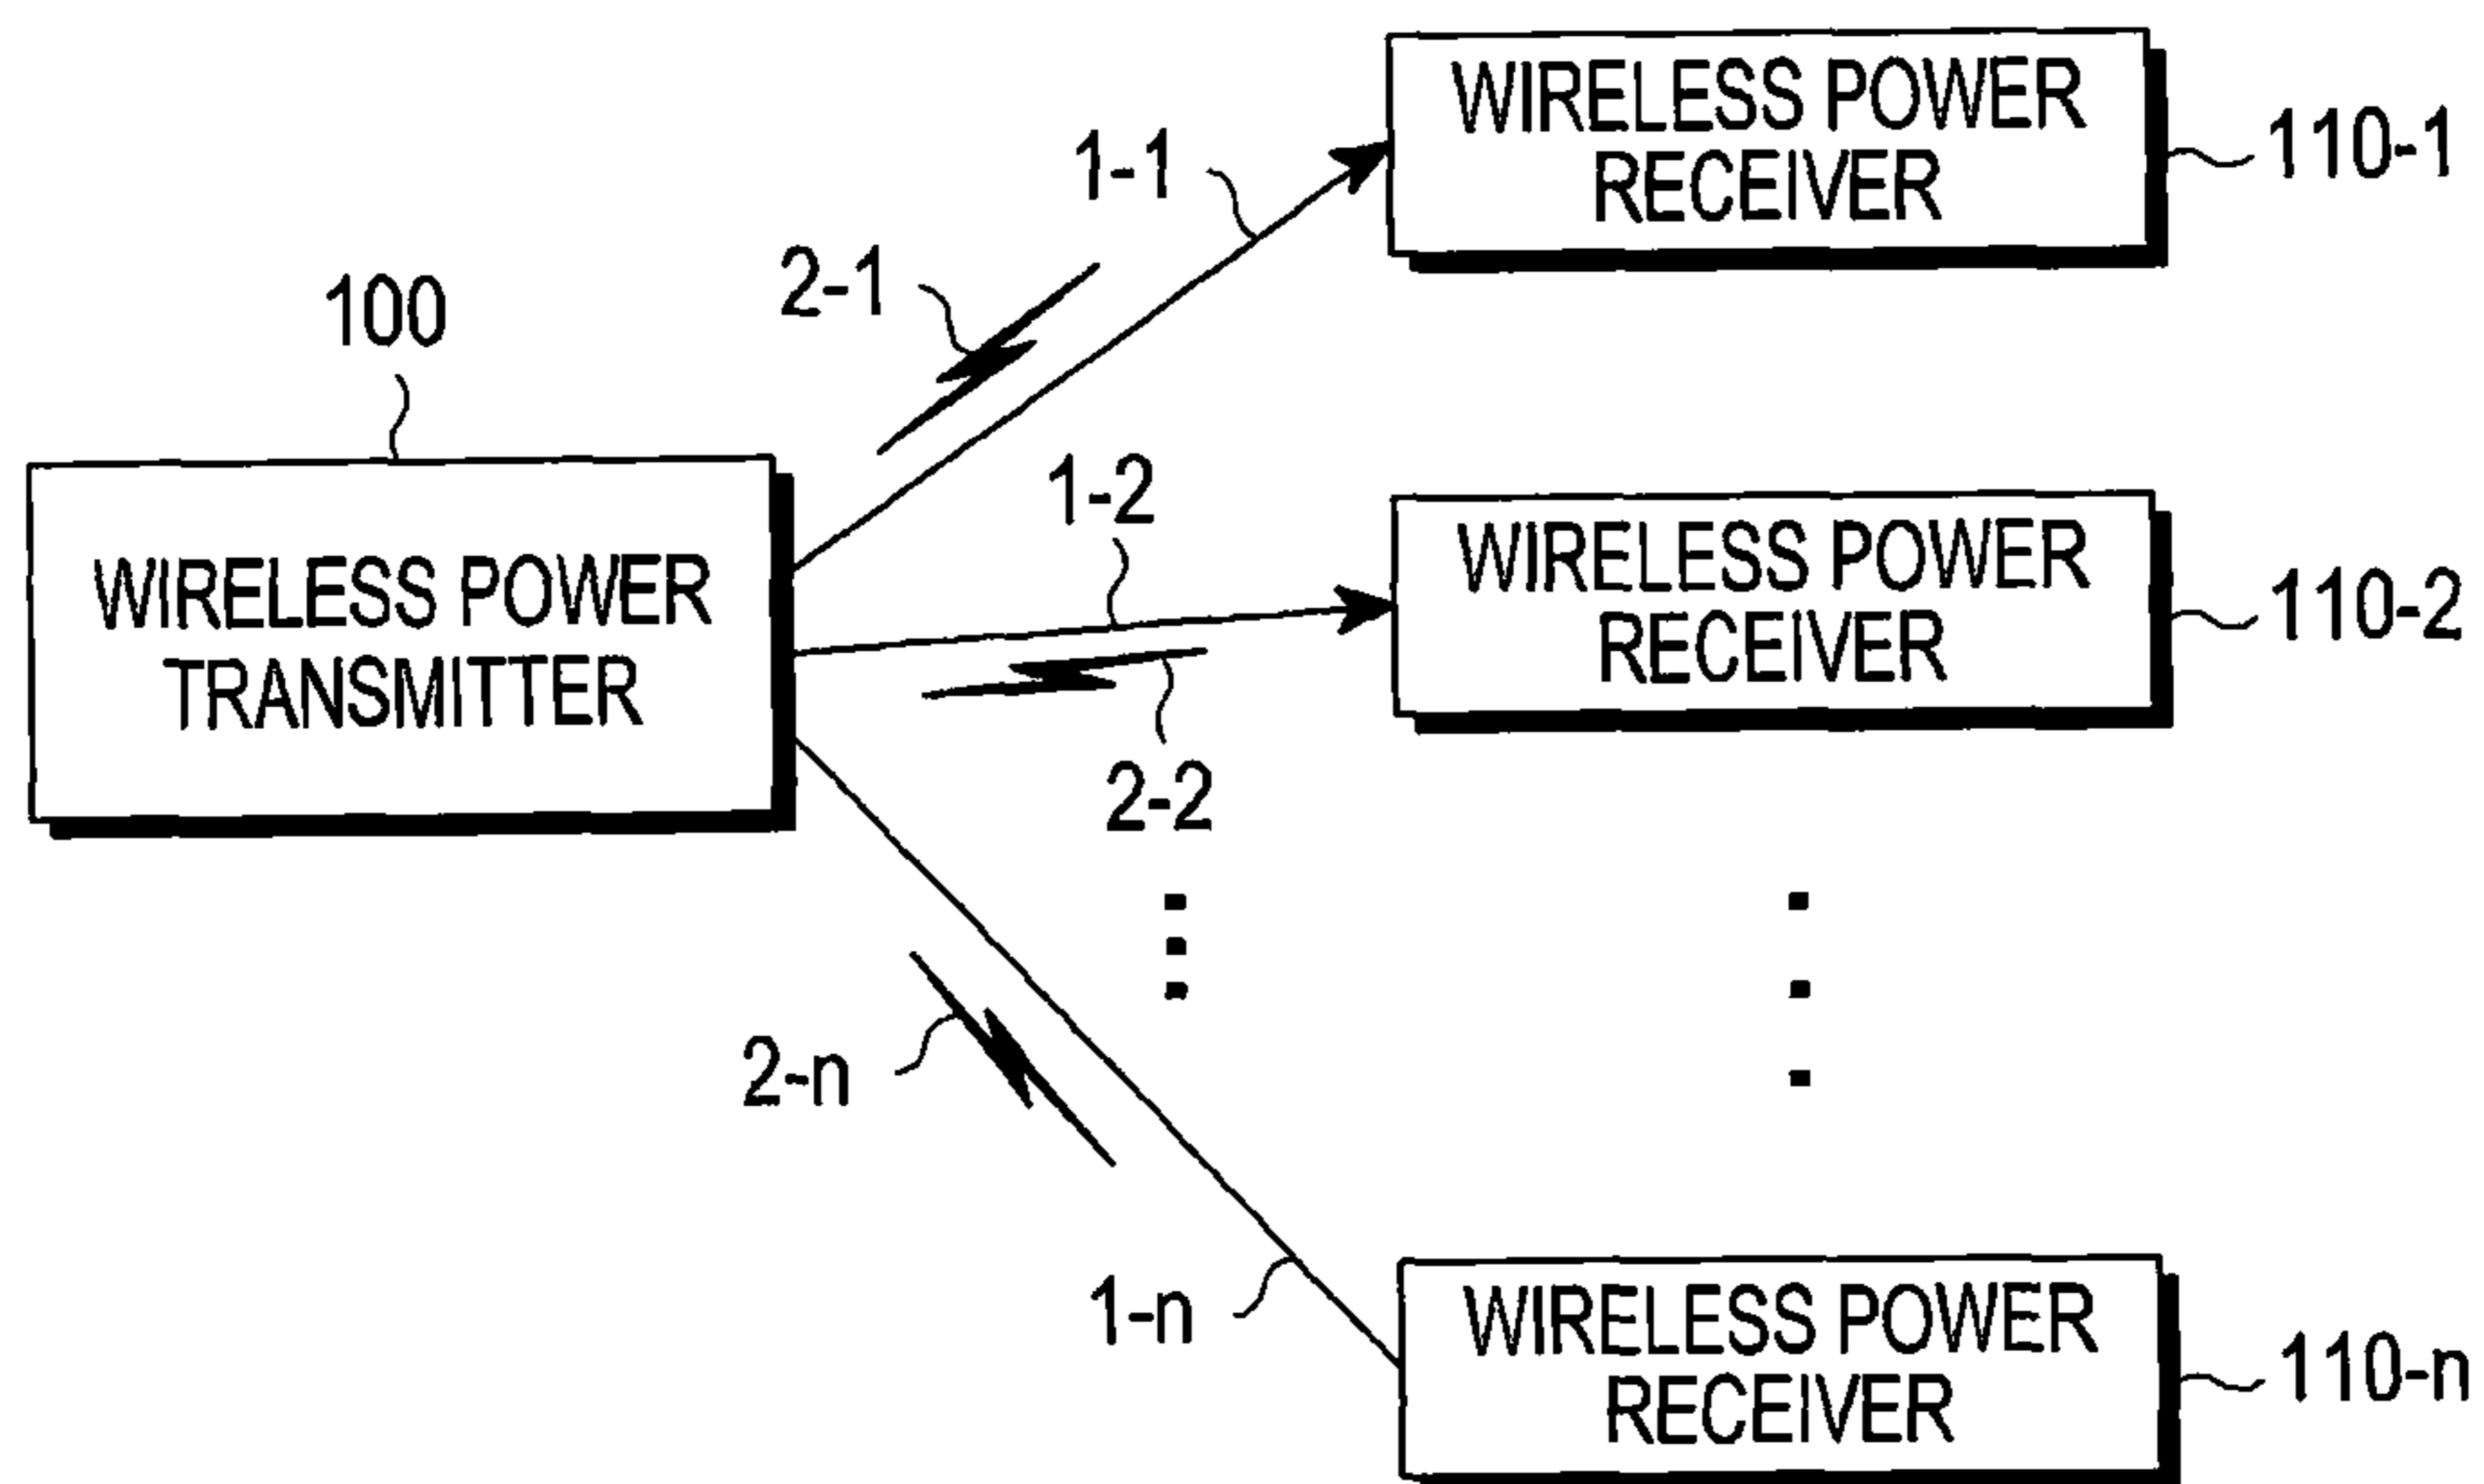 WIRELESS POWER
RECEIVER
110-1
1-1
2-1
100
WIRELESS POWER
TRANSMITTER
1-2
WIRELESS POWER
RECEIVER
110-2
2-2
2-n
1-n
WIRELESS POWER
RECEIVER
110-n